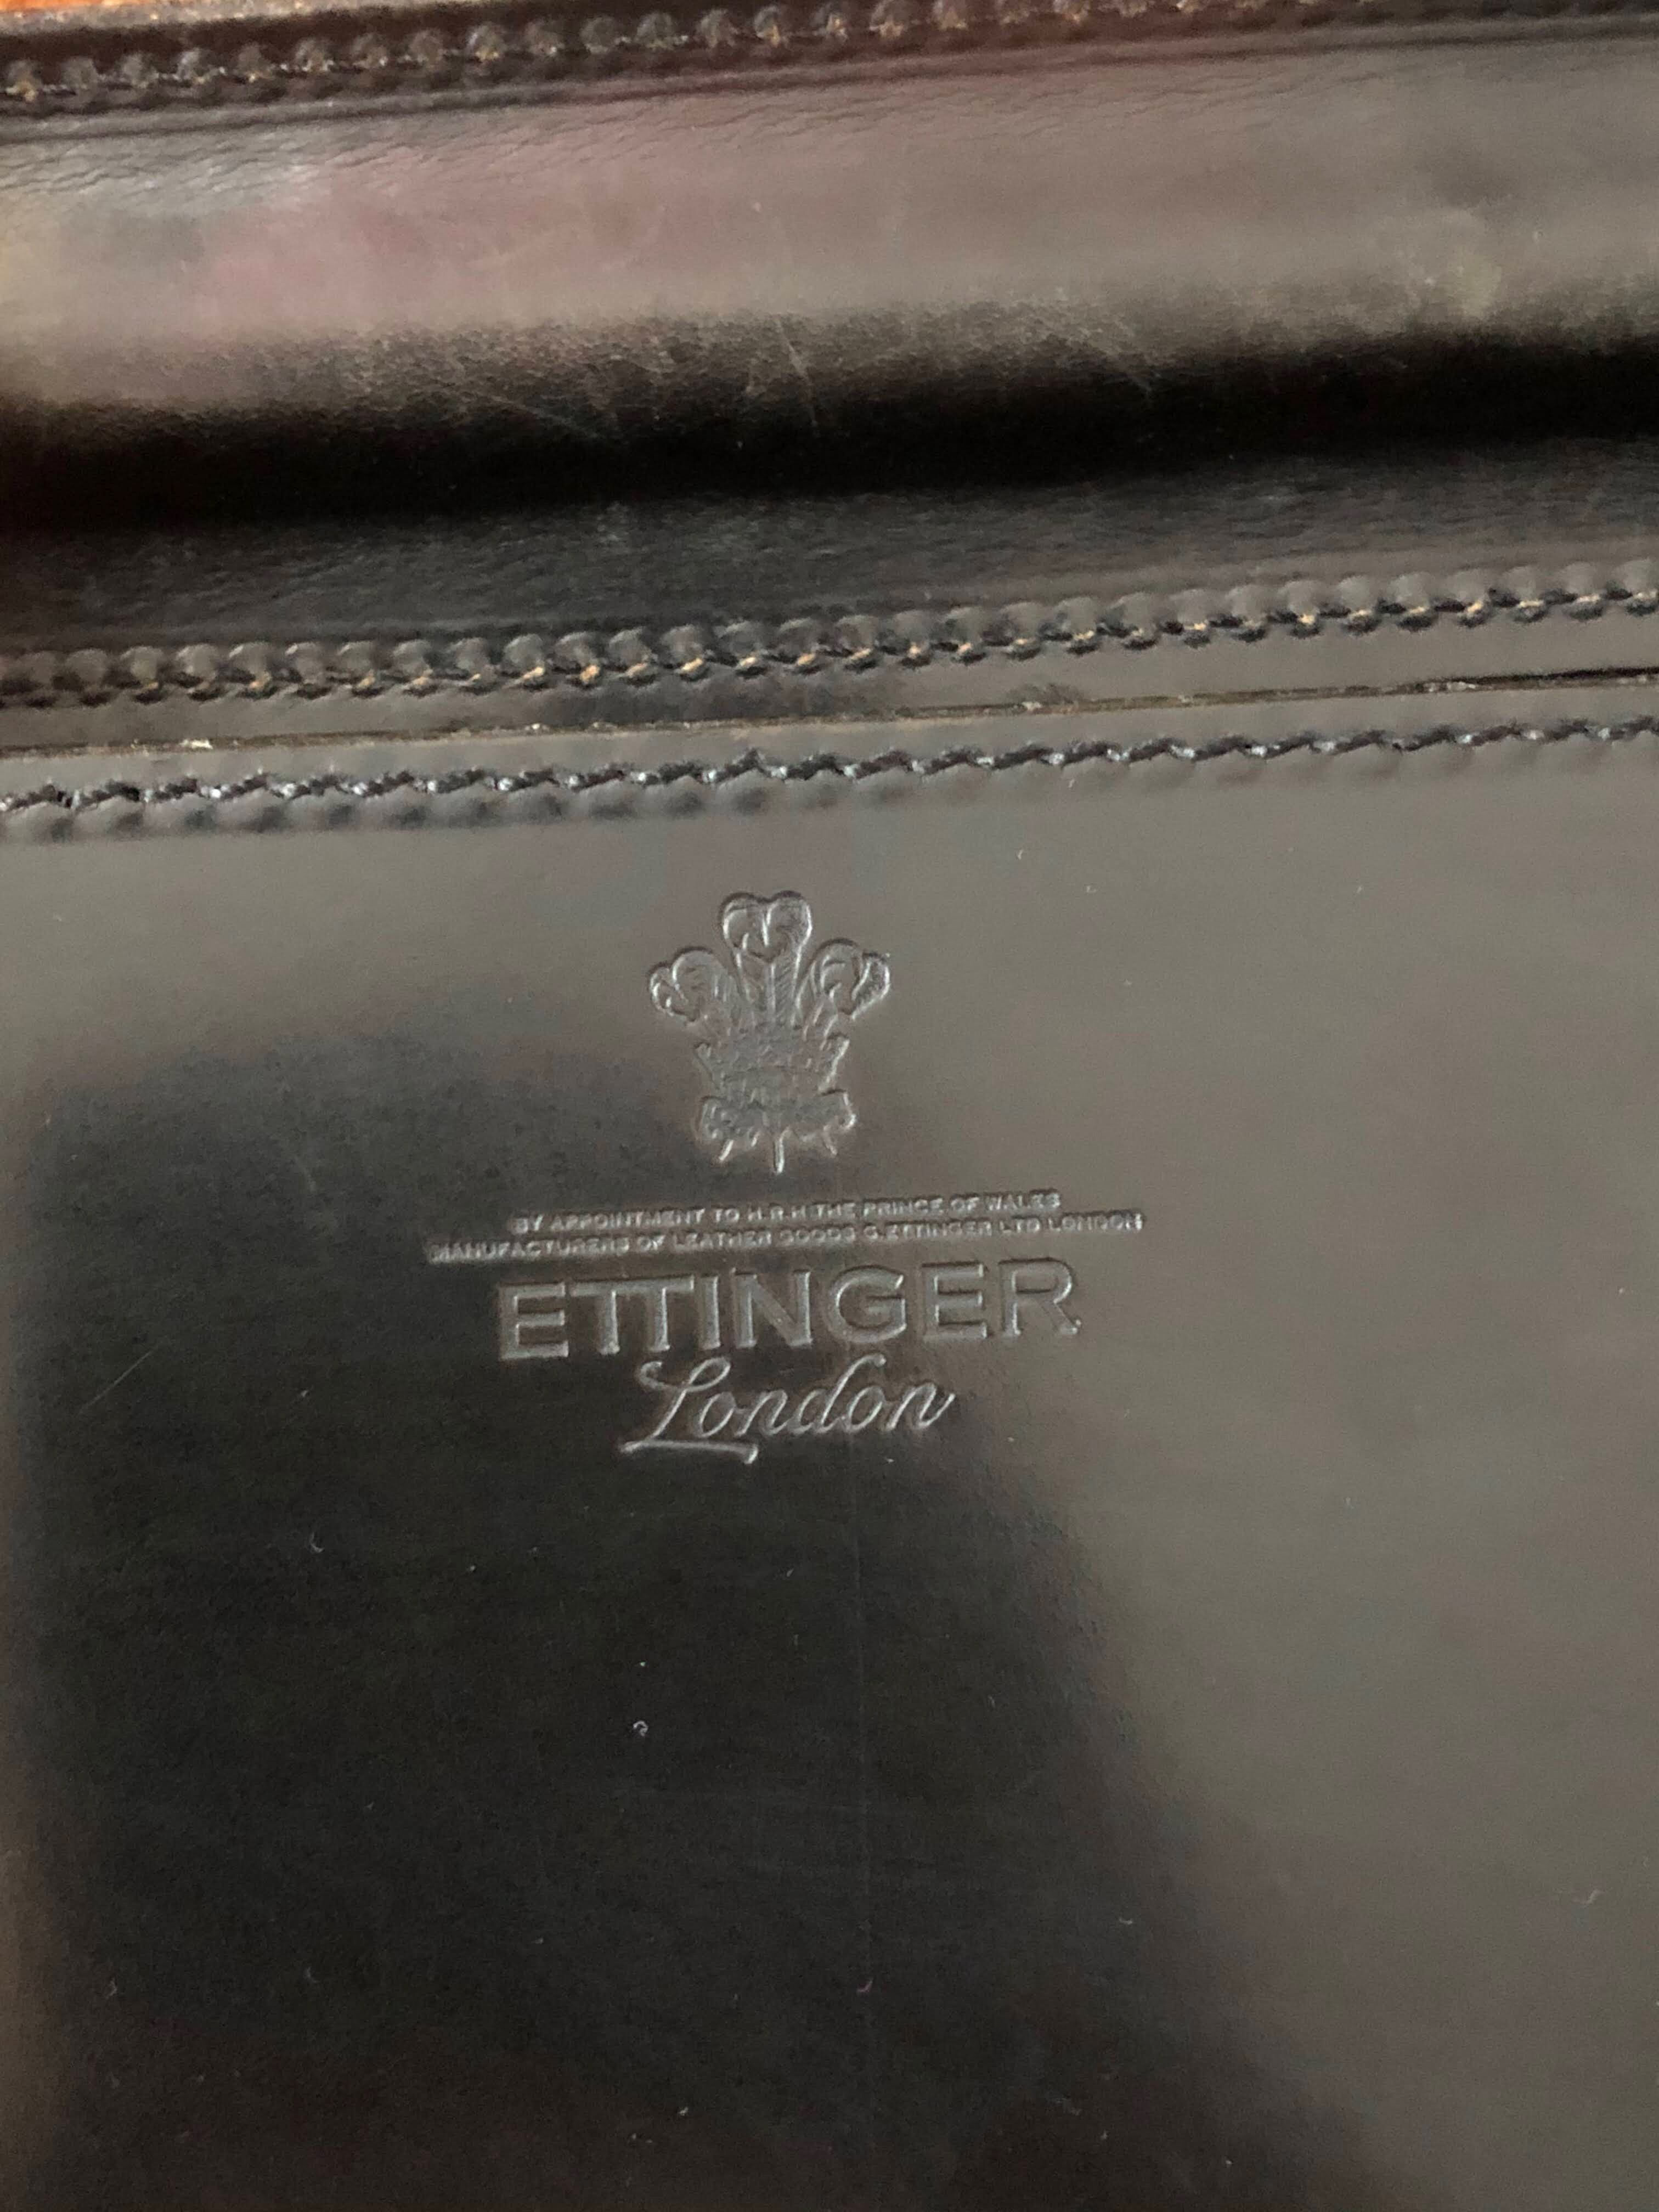 BY APPOINTMENT TO H.R.H THE PRINCE OF WALES
MANUFACTURERS OF LEATHER GOODS G.ETTINGER LTD LONDON
ETTINGER
London